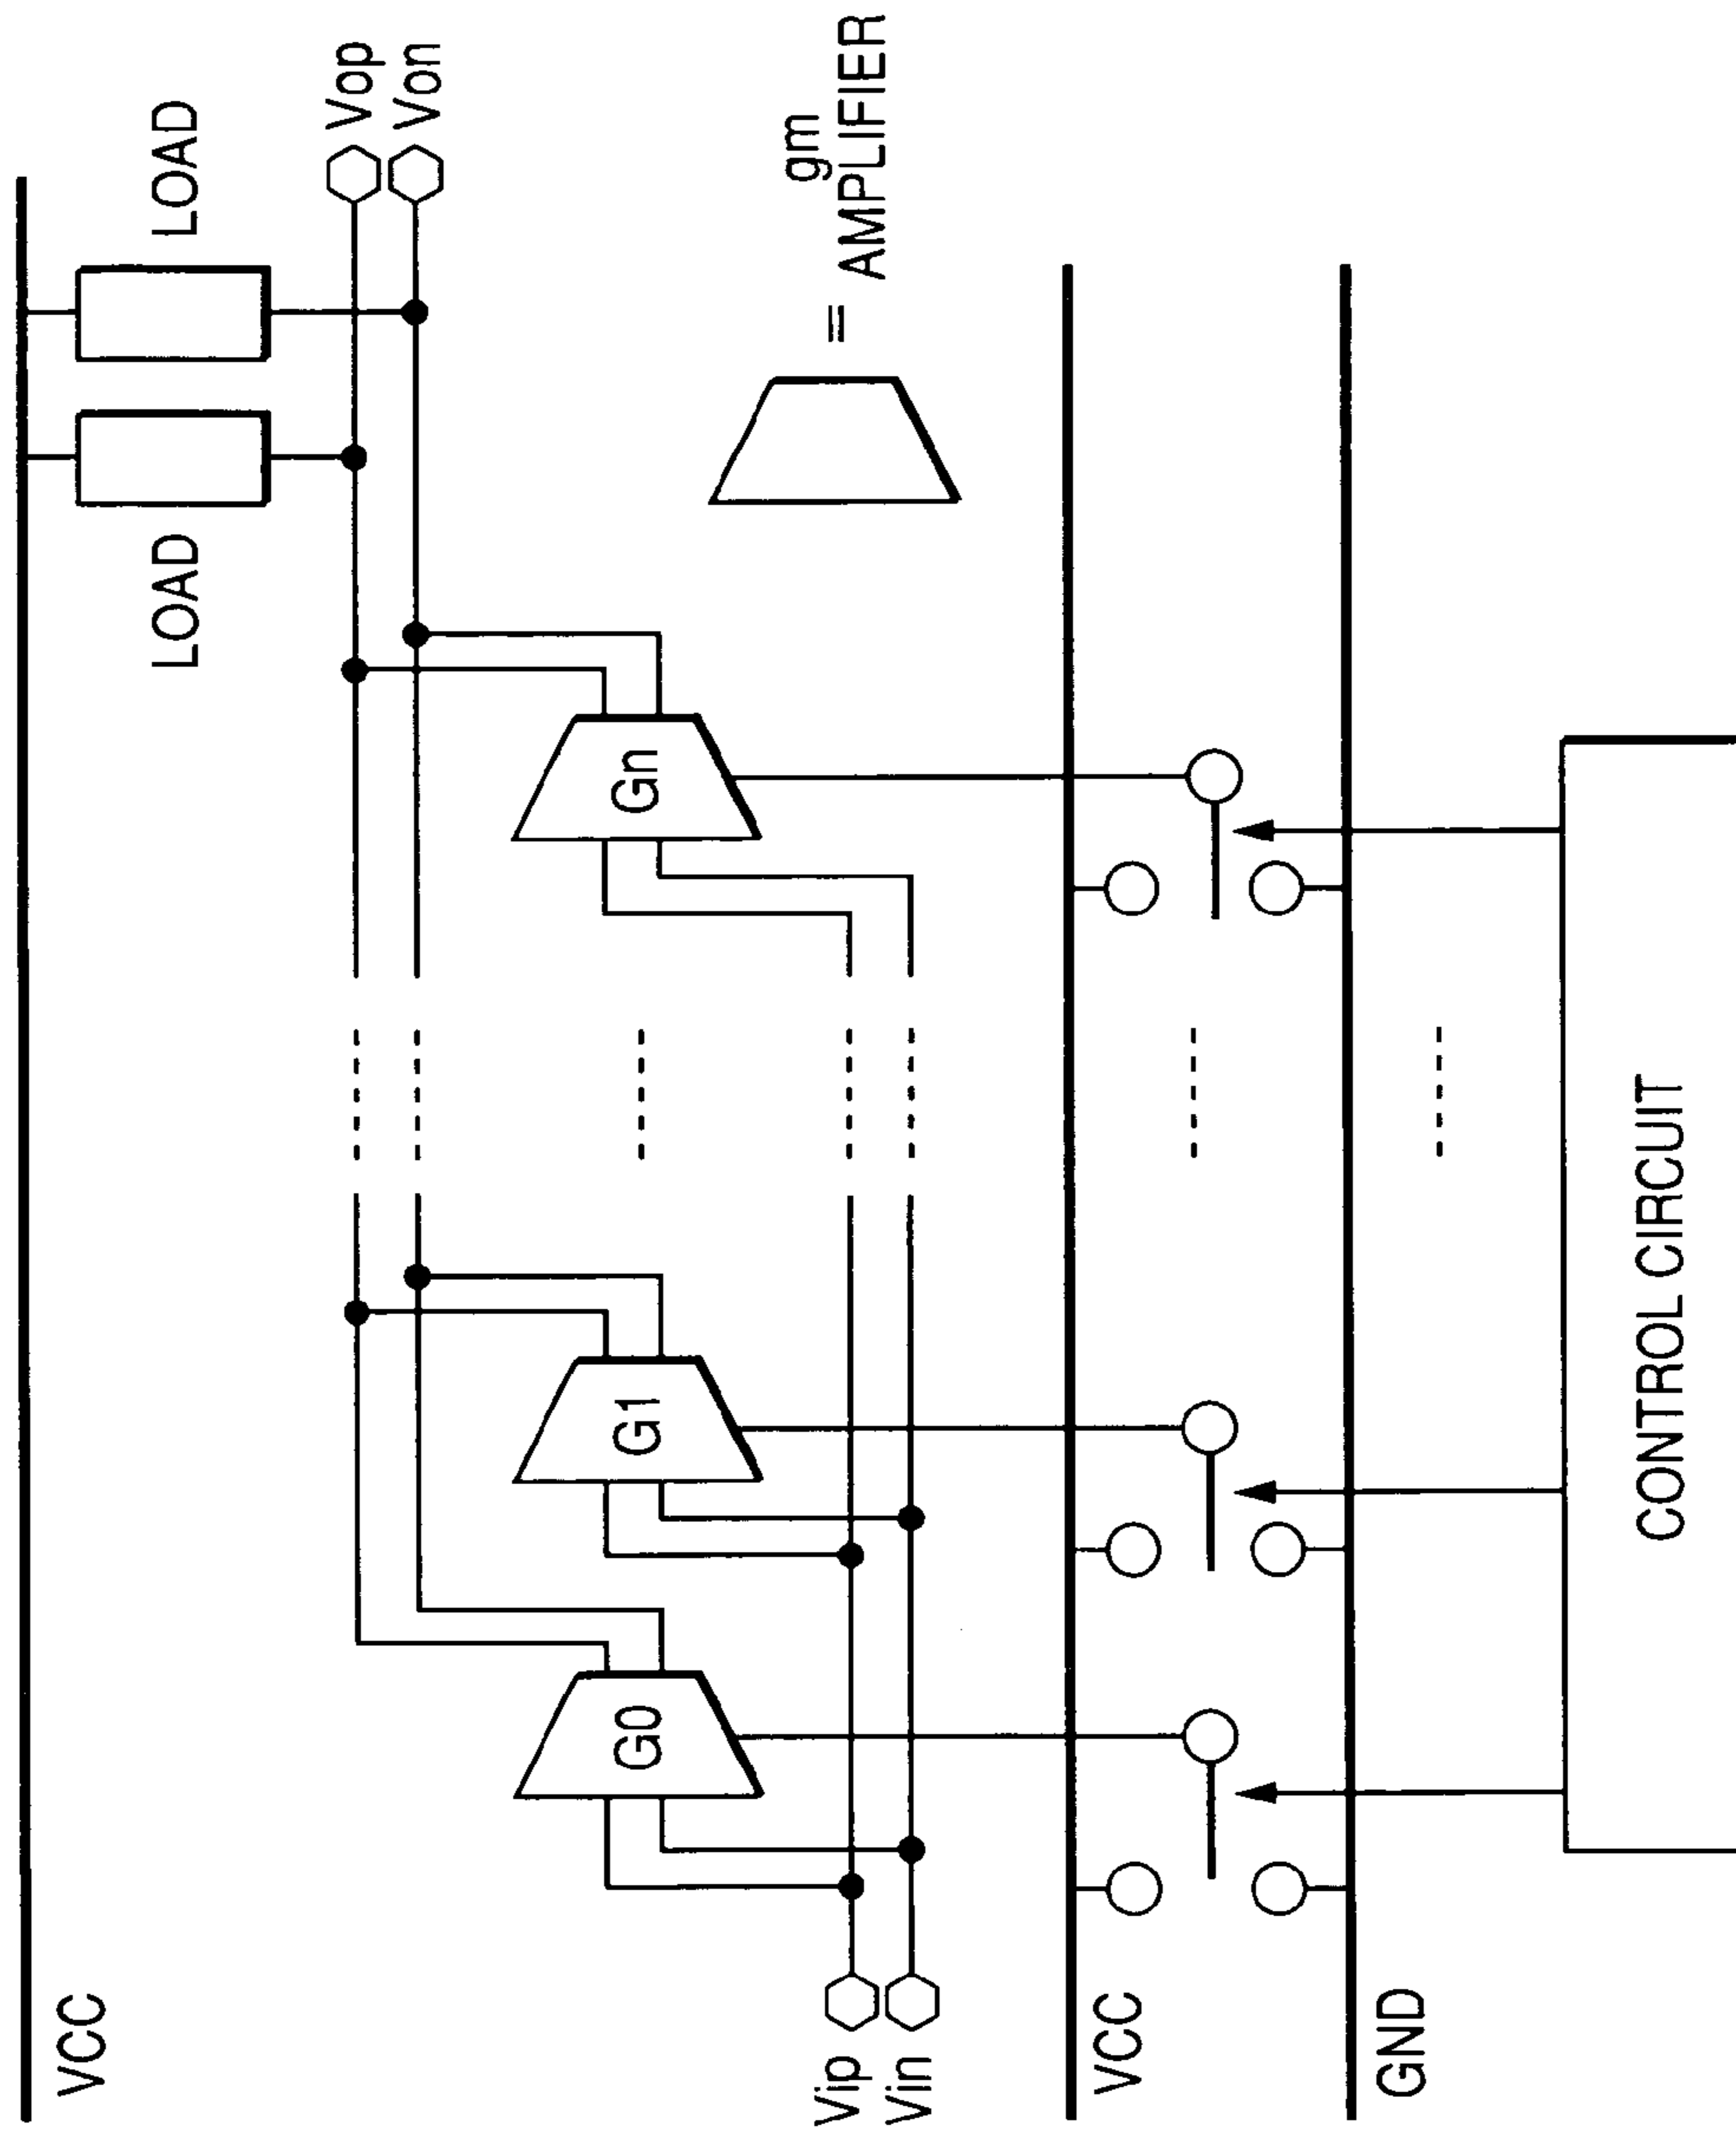 VCC
LOAD
LOAD
Vop
Von
G0
G1
Gn
gm
= AMPLIFIER
Vip
Vin
VCC
GND
CONTROL CIRCUIT